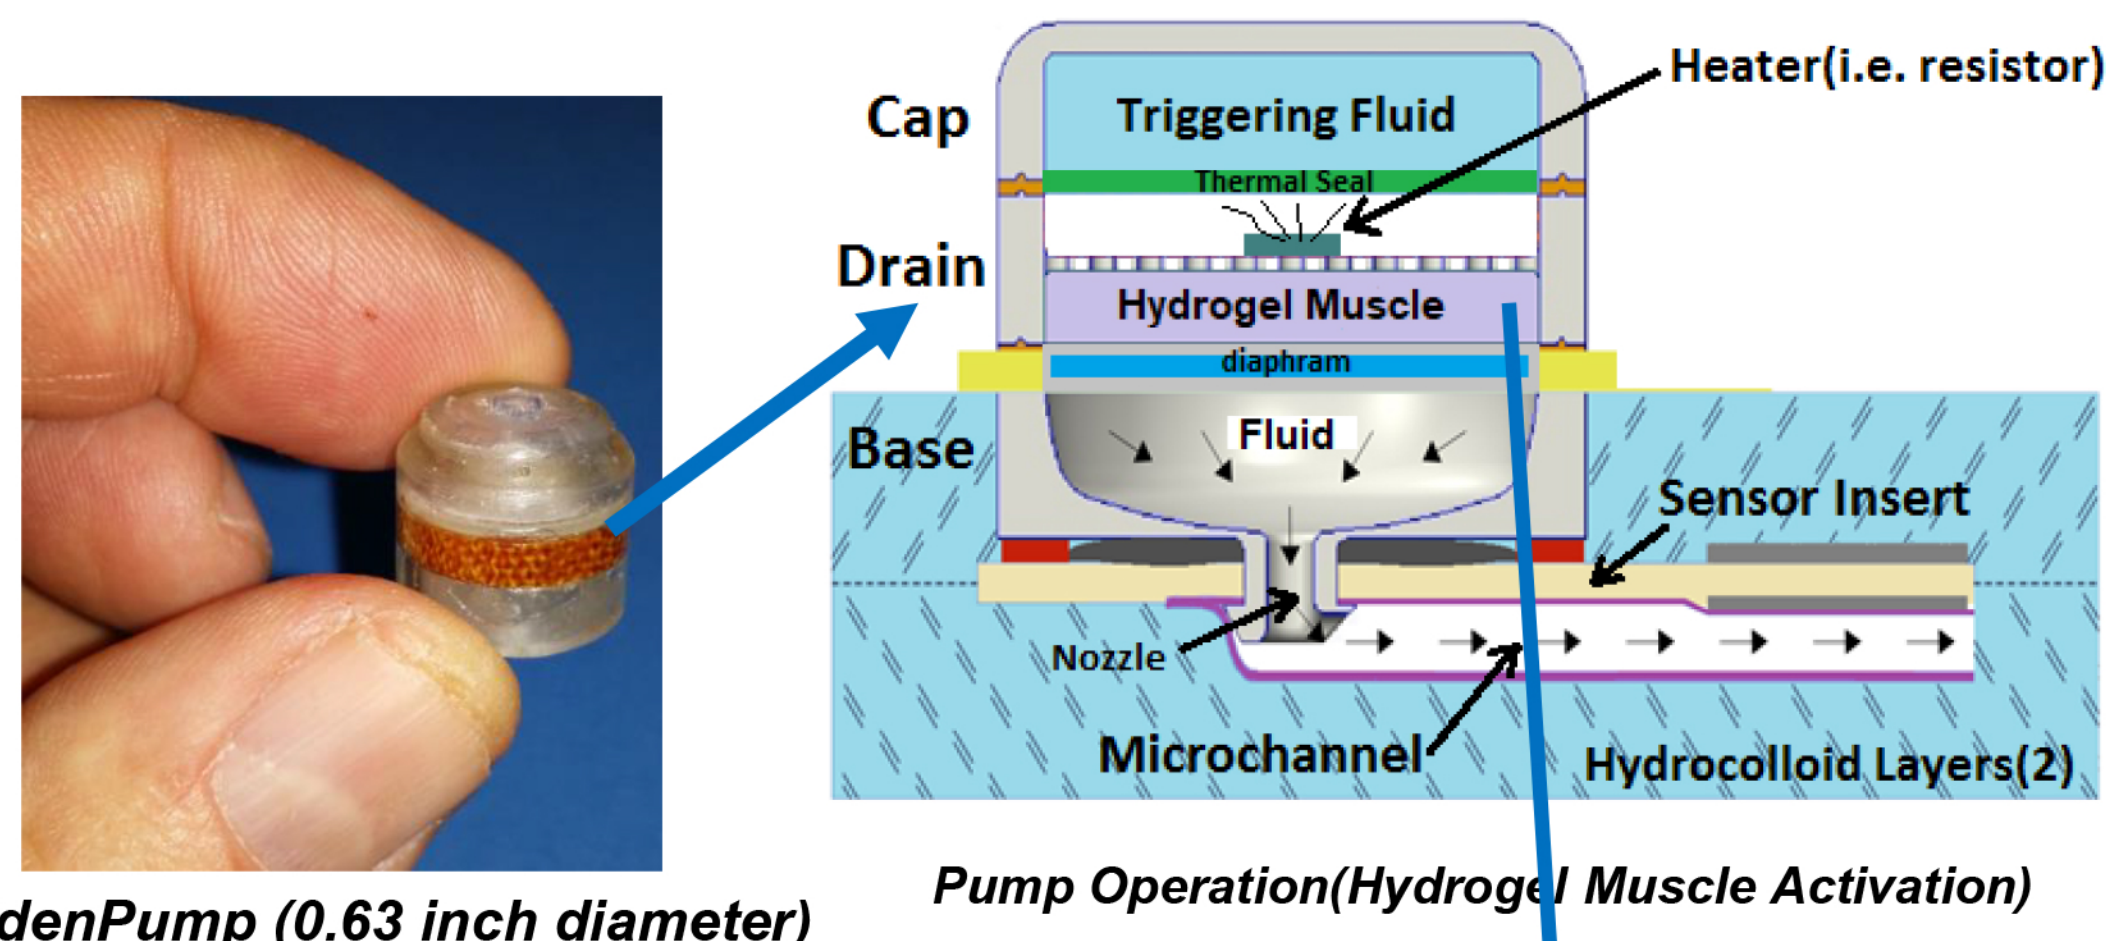 Heater(i.e. resistor)
Cap
Triggering Fluid
Thermal Seal
Drain
Hydrogel Muscle
diaphram
Base
Fluid
Sensor Insert
Nozzle
Microchannel
Hydrocolloid Layers(2)
Pump Operation(Hydrogel Muscle Activation)
denPump (0.63 inch diameter)